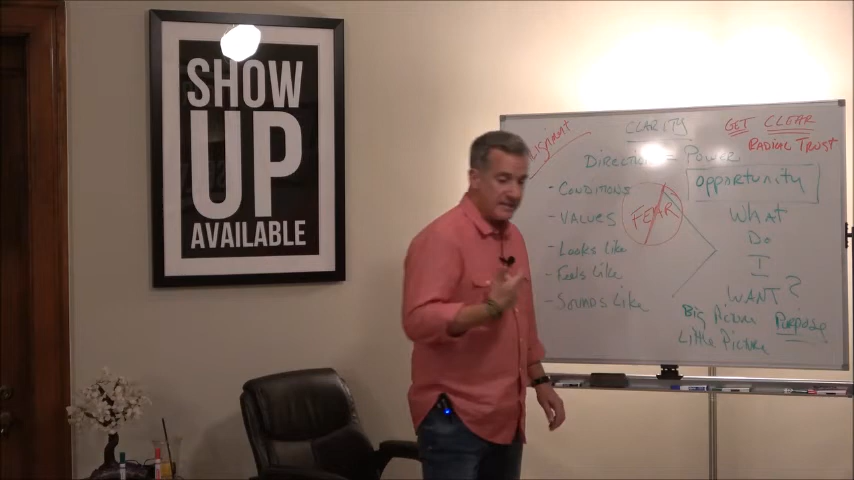 SHOW
UP
AVAILABLE
CLARITY
GET CLEAR
RADICAL TRUST
DIRECTION = POWER
- CONDITIONS
- VALUES
- Looks Like
- Feels Like
- Sounds Like
FEAR
opportunity
WHAT
Do
I
WANT?
Big Picture Purpose
Little Picture